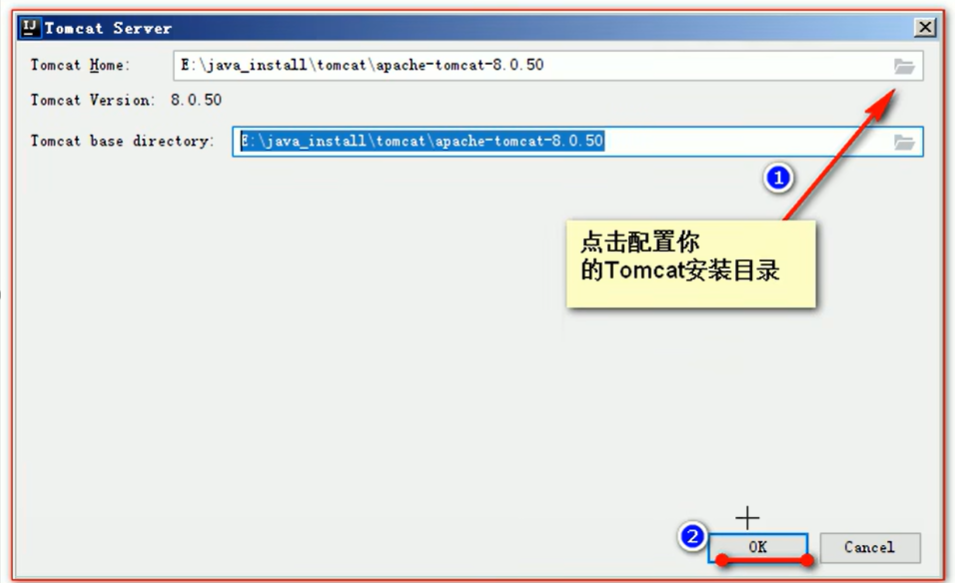 IJ Tomcat Server
Tomcat Home: E:\java_install\tomcat\apache-tomcat-8.0.50
Tomcat Version: 8.0.50
Tomcat base directory: E:\java_install\tomcat\apache-tomcat-8.0.50
1
点击配置你
的Tomcat安装目录
2 OK Cancel